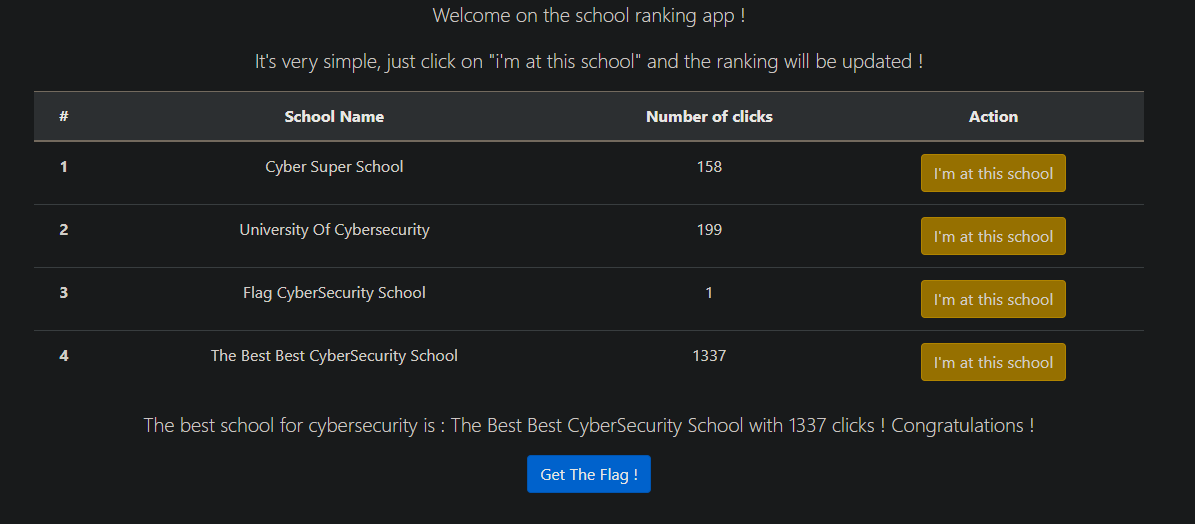 Welcome on the school ranking app !
It's very simple, just click on "i'm at this school" and the ranking will be updated !
# School Name Number of clicks Action
1 Cyber Super School 158 I'm at this school
2 University Of Cybersecurity 199 I'm at this school
3 Flag CyberSecurity School 1 I'm at this school
4 The Best Best CyberSecurity School 1337 I'm at this school
The best school for cybersecurity is : The Best Best CyberSecurity School with 1337 clicks ! Congratulations !
Get The Flag !